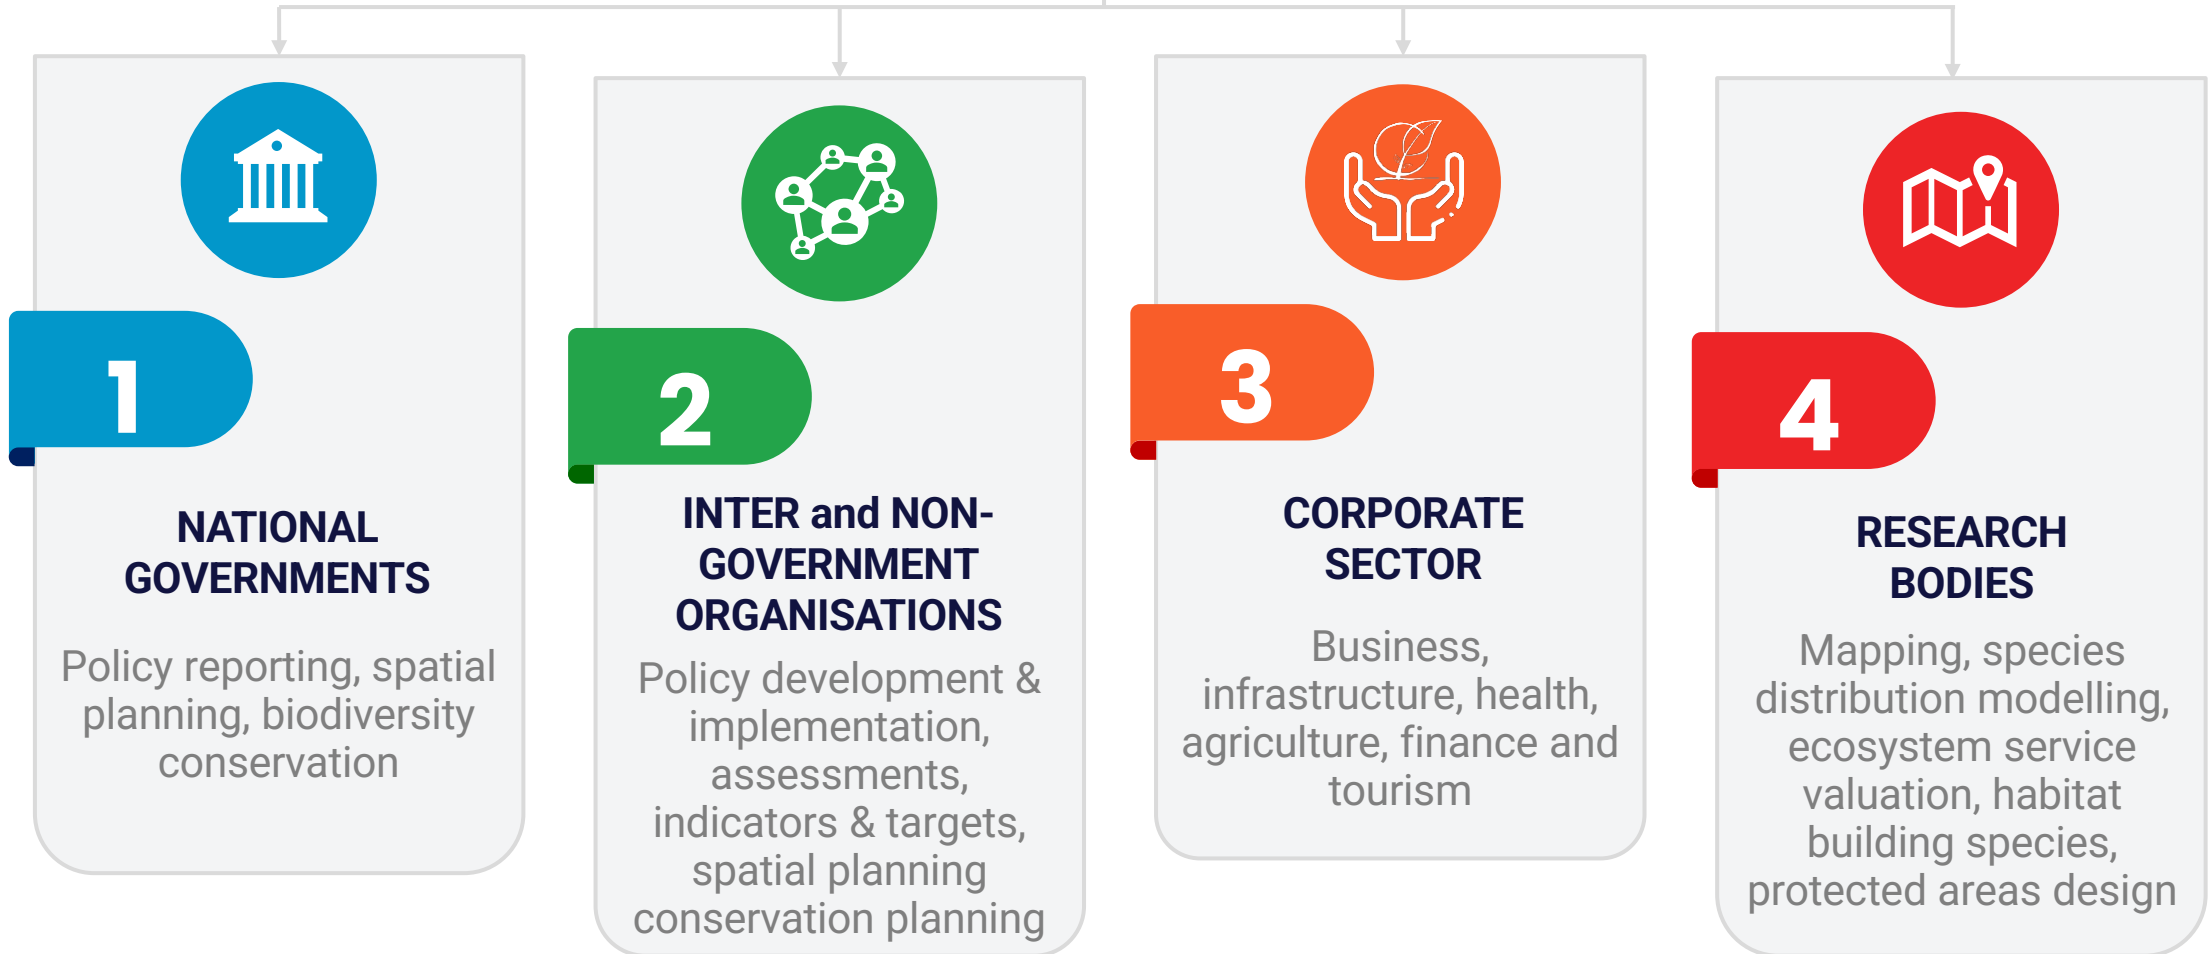 1
NATIONAL
GOVERNMENTS
Policy reporting, spatial
planning, biodiversity
conservation
2
INTER and NON-
GOVERNMENT
ORGANISATIONS
Policy development &
implementation,
assessments,
indicators & targets,
spatial planning
conservation planning
3
CORPORATE
SECTOR
Business,
infrastructure, health,
agriculture, finance and
tourism
4
RESEARCH
BODIES
Mapping, species
distribution modelling,
ecosystem service
valuation, habitat
building species,
protected areas design